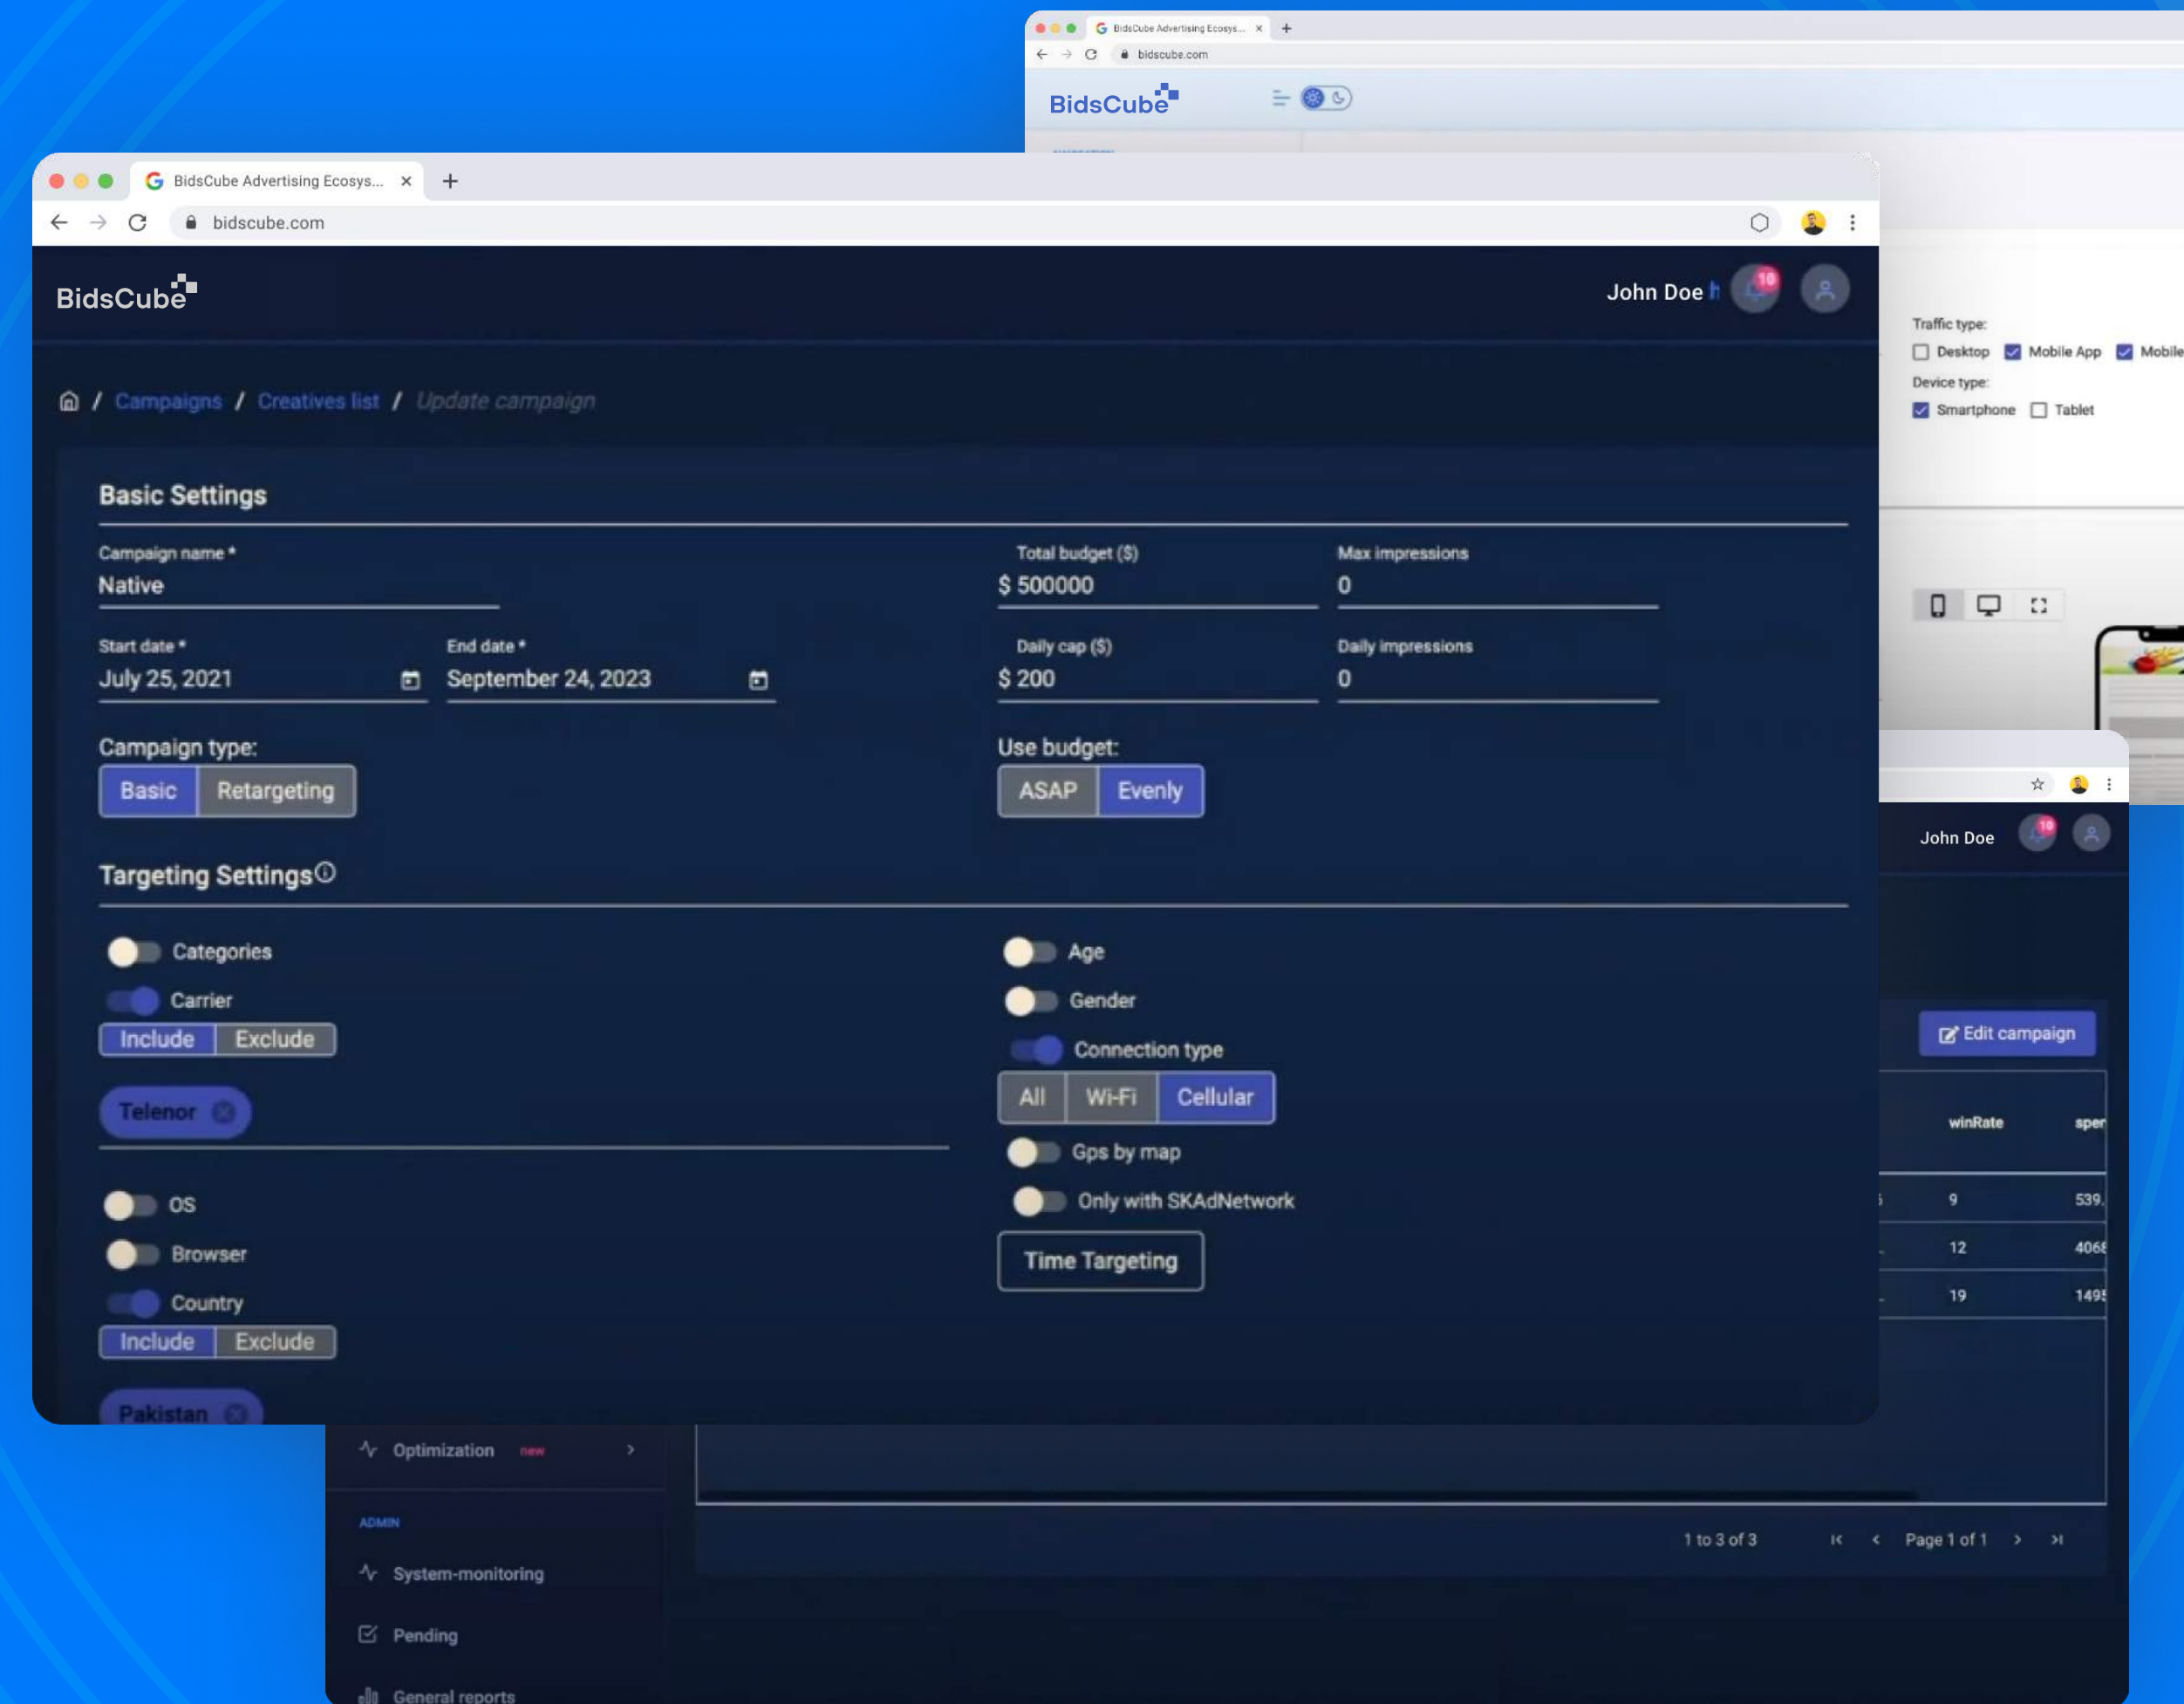 BidsCube Advertising Ecosys...
bidscube.com
BidsCube
BidsCube Advertising Ecosys...
bidscube.com
BidsCube
John Doe
10
/ Campaigns / Creatives list / Update campaign
Basic Settings
Campaign name *
Native
Total budget ($)
$ 500000
Max impressions
0
Start date *
July 25, 2021
End date *
September 24, 2023
Daily cap ($)
$ 200
Daily impressions
0
Campaign type:
Basic Retargeting
Use budget:
ASAP Evenly
Targeting Settings
Categories
Carrier
Include Exclude
Telenor
OS
Browser
Country
Include Exclude
Pakistan
Age
Gender
Connection type
All Wi-Fi Cellular
Gps by map
Only with SKAdNetwork
Time Targeting
Traffic type:
Desktop Mobile App Mobile
Device type:
Smartphone Tablet
John Doe
10
Edit campaign
winRate
9 539.
12 4068
19 1495
Optimization new
ADMIN
System-monitoring
Pending
General reports
1 to 3 of 3
Page 1 of 1